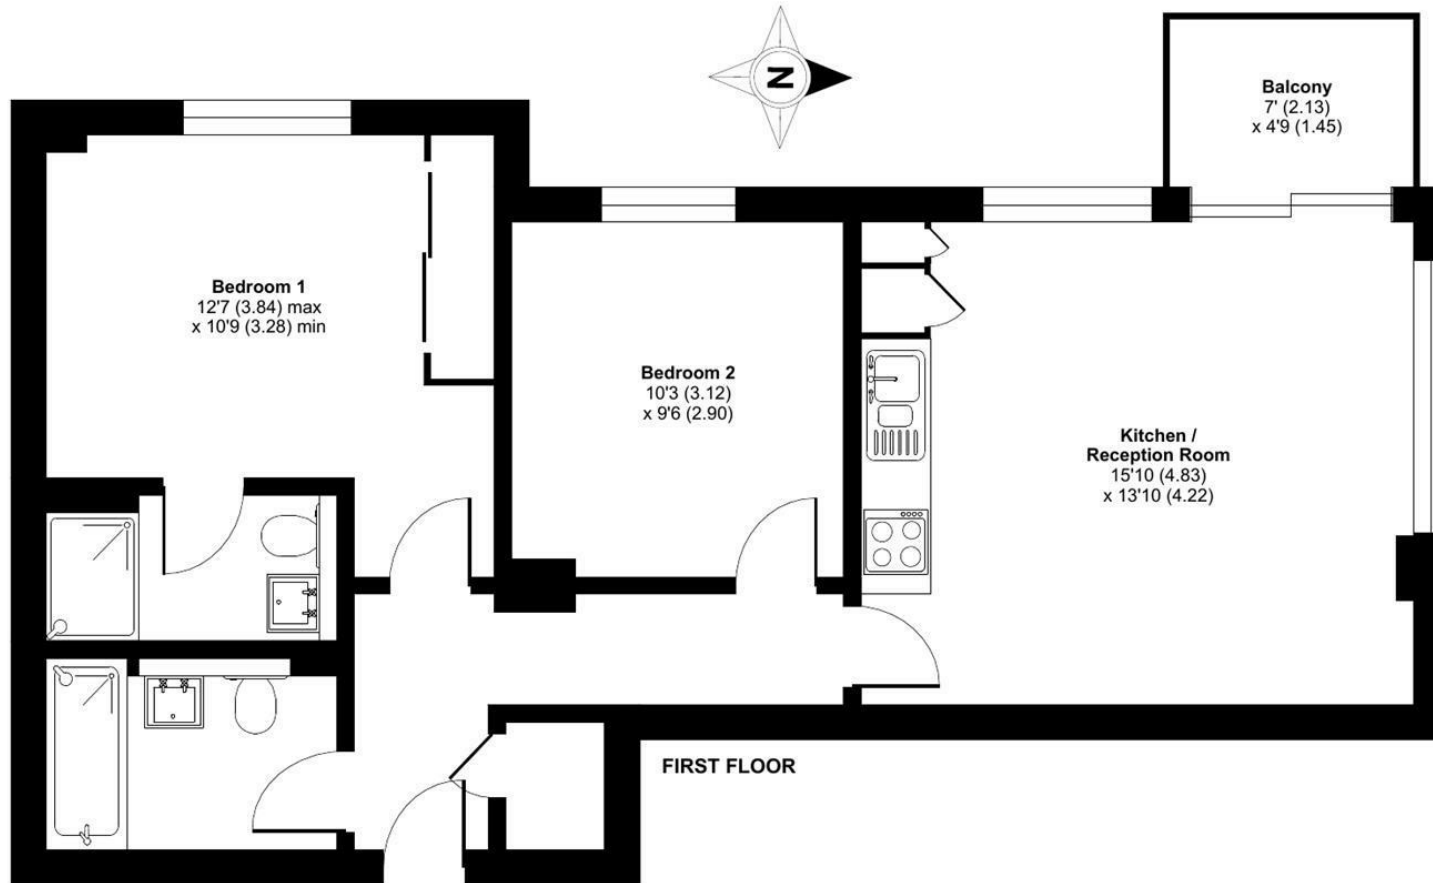 N
Balcony
7' (2.13)
x 4'9 (1.45)
Bedroom 1
12'7 (3.84) max
x 10'9 (3.28) min
Bedroom 2
10'3 (3.12)
x 9'6 (2.90)
Kitchen /
Reception Room
15'10 (4.83)
x 13'10 (4.22)
FIRST FLOOR